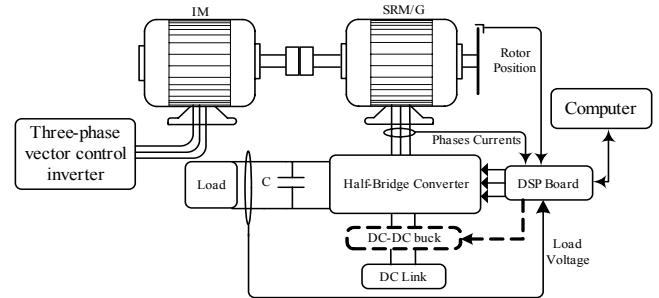 IM
SRM/G
Rotor
Position
Computer
Three-phase
vector control
inverter
Phases Currents
Load
C
Half-Bridge Converter
DSP Board
DC-DC buck
Load
Voltage
DC Link